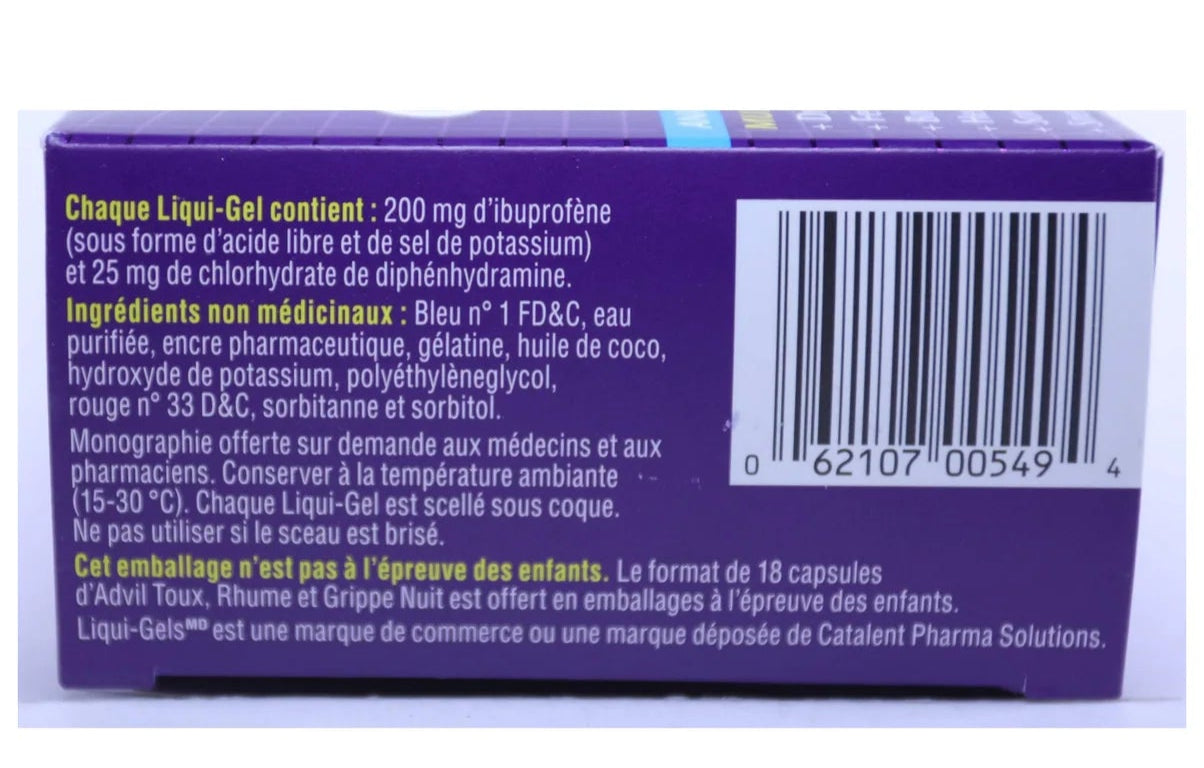 Chaque Liqui-Gel contient : 200 mg d'ibuprofène
(sous forme d'acide libre et de sel de potassium)
et 25 mg de chlorhydrate de diphénhydramine.
Ingrédients non médicinaux : Bleu n° 1 FD&C, eau
purifiée, encre pharmaceutique, gélatine, huile de coco,
hydroxyde de potassium, polyéthylèneglycol,
rouge n° 33 D&C, sorbitanne et sorbitol.
Monographie offerte sur demande aux médecins et aux
pharmaciens. Conserver à la température ambiante
(15-30 °C). Chaque Liqui-Gel est scellé sous coque.
Ne pas utiliser si le sceau est brisé.
Cet emballage n'est pas à l'épreuve des enfants. Le format de 18 capsules
d'Advil Toux, Rhume et Grippe Nuit est offert en emballages à l'épreuve des enfants.
Liqui-Gels ᴹᴰ est une marque de commerce ou une marque déposée de Catalent Pharma Solutions.
0 62107 00549 4